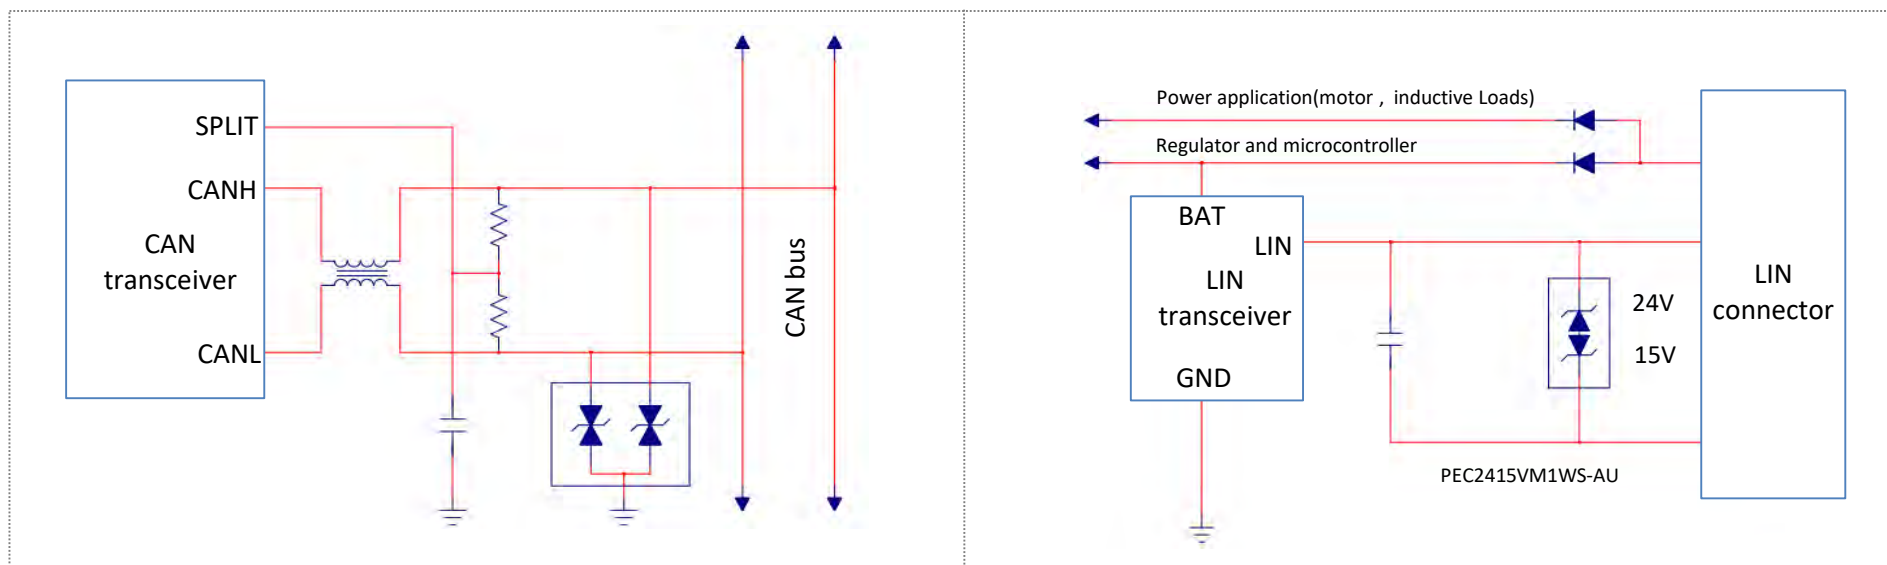 SPLIT
CANH
CAN
transceiver
CANL
CAN bus
Power application(motor , inductive Loads)
Regulator and microcontroller
BAT
LIN
LIN
transceiver
GND
24V
15V
LIN
connector
PEC2415VM1WS-AU